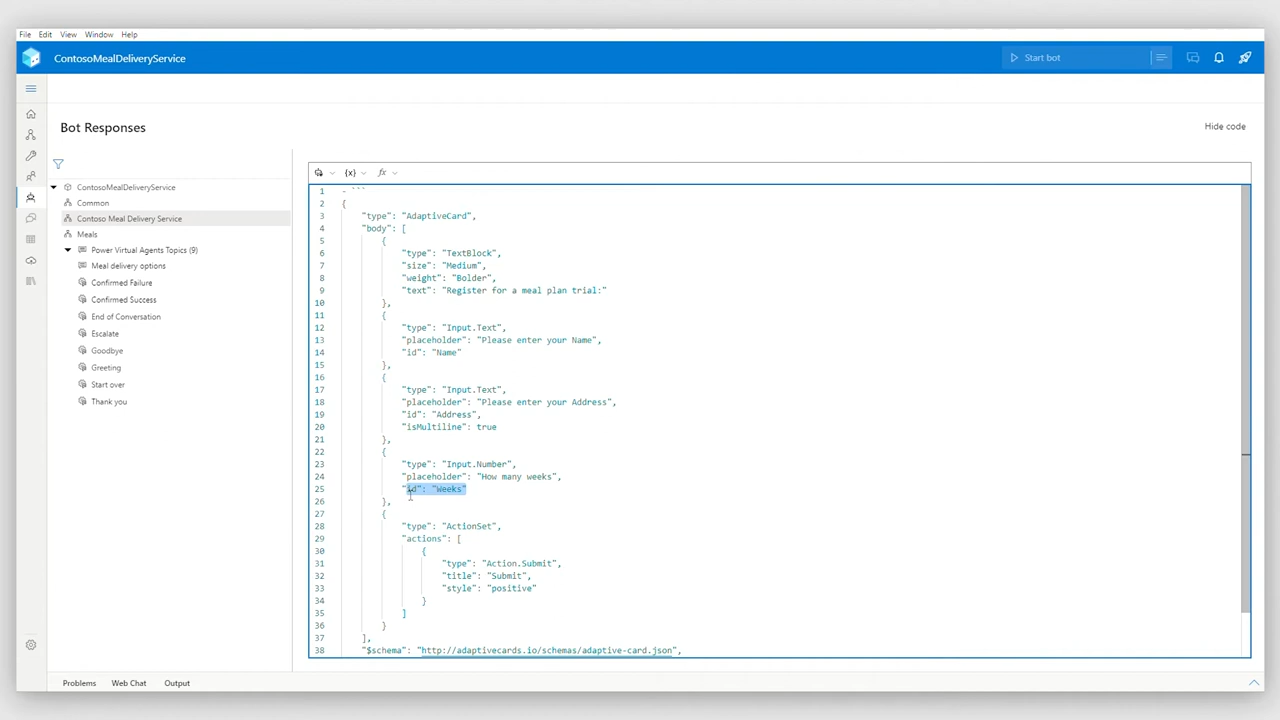 File Edit View Window Help
ContosoMealDeliveryService
Start bot
Bot Responses
Hide code
ContosoMealDeliveryService
Common
Contoso Meal Delivery Service
Meals
Power Virtual Agents Topics (9)
Meal delivery options
Confirmed Failure
Confirmed Success
End of Conversation
Escalate
Goodbye
Greeting
Start over
Thank you
{x} fx
1 - ```
2 {
3 "type": "AdaptiveCard",
4 "body": [
5 {
6 "type": "TextBlock",
7 "size": "Medium",
8 "weight": "Bolder",
9 "text": "Register for a meal plan trial:"
10 },
11 {
12 "type": "Input.Text",
13 "placeholder": "Please enter your Name",
14 "id": "Name"
15 },
16 {
17 "type": "Input.Text",
18 "placeholder": "Please enter your Address",
19 "id": "Address",
20 "isMultiline": true
21 },
22 {
23 "type": "Input.Number",
24 "placeholder": "How many weeks",
25 "id": "Weeks"
26 },
27 {
28 "type": "ActionSet",
29 "actions": [
30 {
31 "type": "Action.Submit",
32 "title": "Submit",
33 "style": "positive"
34 }
35 ]
36 }
37 ],
38 "$schema": "http://adaptivecards.io/schemas/adaptive-card.json",
Problems Web Chat Output